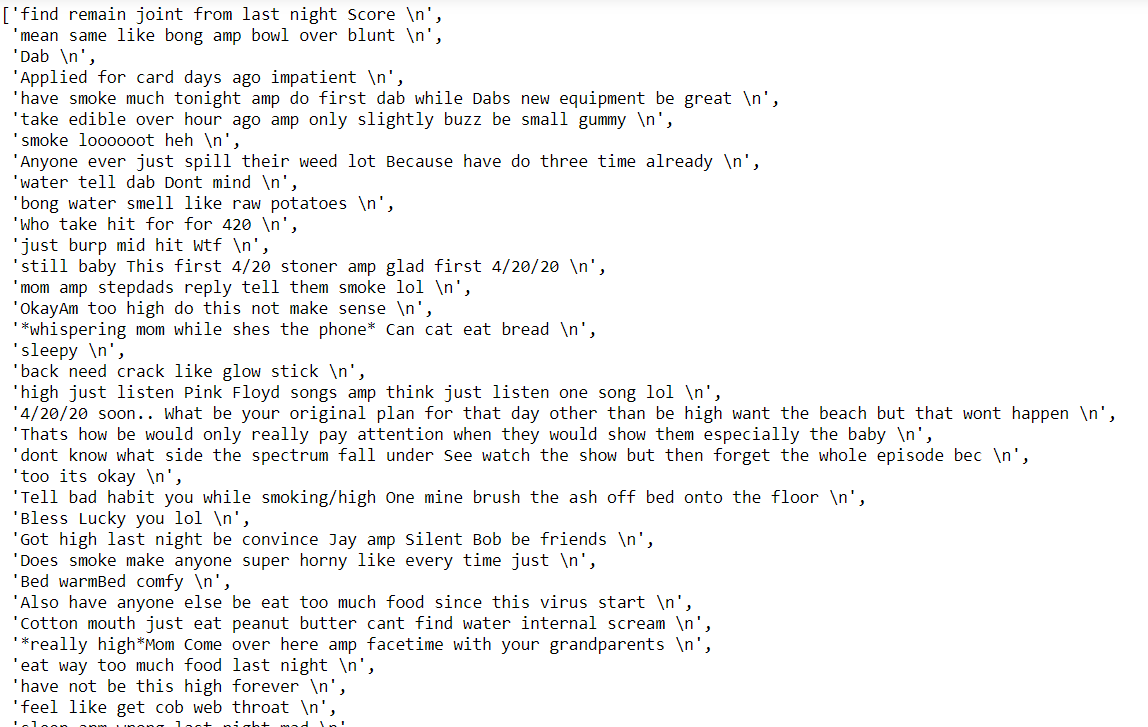 ['find remain joint from last night Score \n',
'mean same like bong amp bowl over blunt \n',
'Dab \n',
'Applied for card days ago impatient \n',
'have smoke much tonight amp do first dab while Dabs new equipment be great \n',
'take edible over hour ago amp only slightly buzz be small gummy \n',
'smoke loooooot heh \n',
'Anyone ever just spill their weed lot Because have do three time already \n',
'water tell dab Dont mind \n',
'bong water smell like raw potatoes \n',
'Who take hit for for 420 \n',
'just burp mid hit Wtf \n',
'still baby This first 4/20 stoner amp glad first 4/20/20 \n',
'mom amp stepdads reply tell them smoke lol \n',
'OkayAm too high do this not make sense \n',
'*whispering mom while shes the phone* Can cat eat bread \n',
'sleepy \n',
'back need crack like glow stick \n',
'high just listen Pink Floyd songs amp think just listen one song lol \n',
'4/20/20 soon.. What be your original plan for that day other than be high want the beach but that wont happen \n',
'Thats how be would only really pay attention when they would show them especially the baby \n',
'dont know what side the spectrum fall under See watch the show but then forget the whole episode bec \n',
'too its okay \n',
'Tell bad habit you while smoking/high One mine brush the ash off bed onto the floor \n',
'Bless Lucky you lol \n',
'Got high last night be convince Jay amp Silent Bob be friends \n',
'Does smoke make anyone super horny like every time just \n',
'Bed warmBed comfy \n',
'Also have anyone else be eat too much food since this virus start \n',
'Cotton mouth just eat peanut butter cant find water internal scream \n',
'*really high*Mom Come over here amp facetime with your grandparents \n',
'eat way too much food last night \n',
'have not be this high forever \n',
'feel like get cob web throat \n',